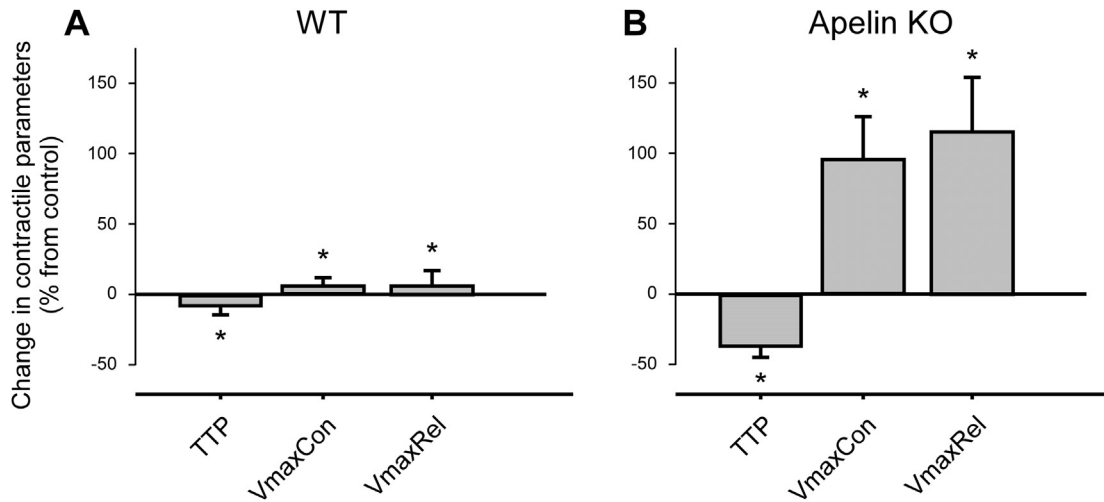 A
WT
B
Apelin KO
Change in contractile parameters
(% from control)
150
100
50
0
-50
*
*
*
TTP
VmaxCon
VmaxRel
150
100
50
0
-50
*
*
*
TTP
VmaxCon
VmaxRel